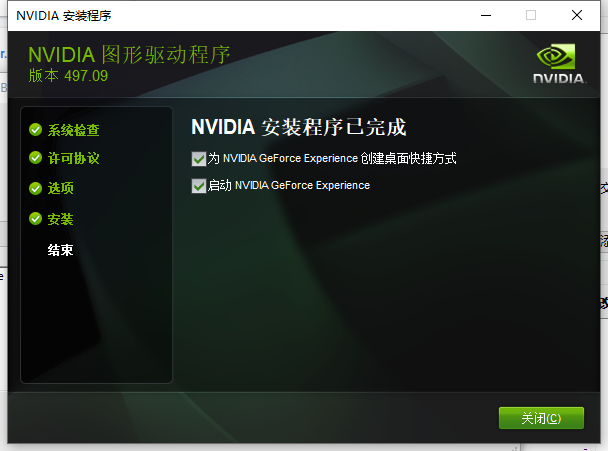 NVIDIA 安装程序
NVIDIA 图形驱动程序
版本 497.09
NVIDIA.
系统检查
许可协议
选项
安装
结束
NVIDIA 安装程序已完成
为 NVIDIA GeForce Experience 创建桌面快捷方式
启动 NVIDIA GeForce Experience
关闭(C)